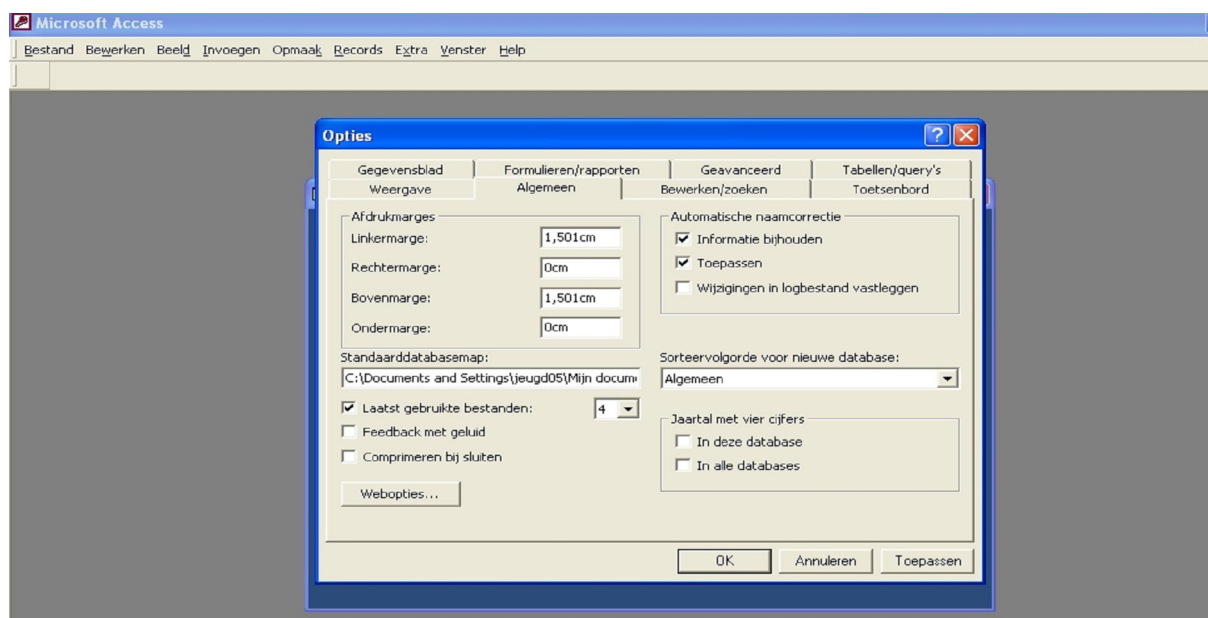 Microsoft Access
Bestand Bewerken Beeld Invoegen Opmaak Records Extra Venster Help
Opties
Gegevensblad Formulieren/rapporten Geavanceerd Tabellen/query's
Weergave Algemeen Bewerken/zoeken Toetsenbord
Afdrukmarges
Linkermarge: 1,501cm
Rechtermarge: 0cm
Bovenmarge: 1,501cm
Ondermarge: 0cm
Standaarddatabasemap:
C:\Documents and Settings\jeugd05\Mijn docum
Laatst gebruikte bestanden: 4
Feedback met geluid
Comprimeren bij sluiten
Webopties...
Automatische naamcorrectie
Informatie bijhouden
Toepassen
Wijzigingen in logbestand vastleggen
Sorteervolgorde voor nieuwe database:
Algemeen
Jaartal met vier cijfers
In deze database
In alle databases
OK Annuleren Toepassen